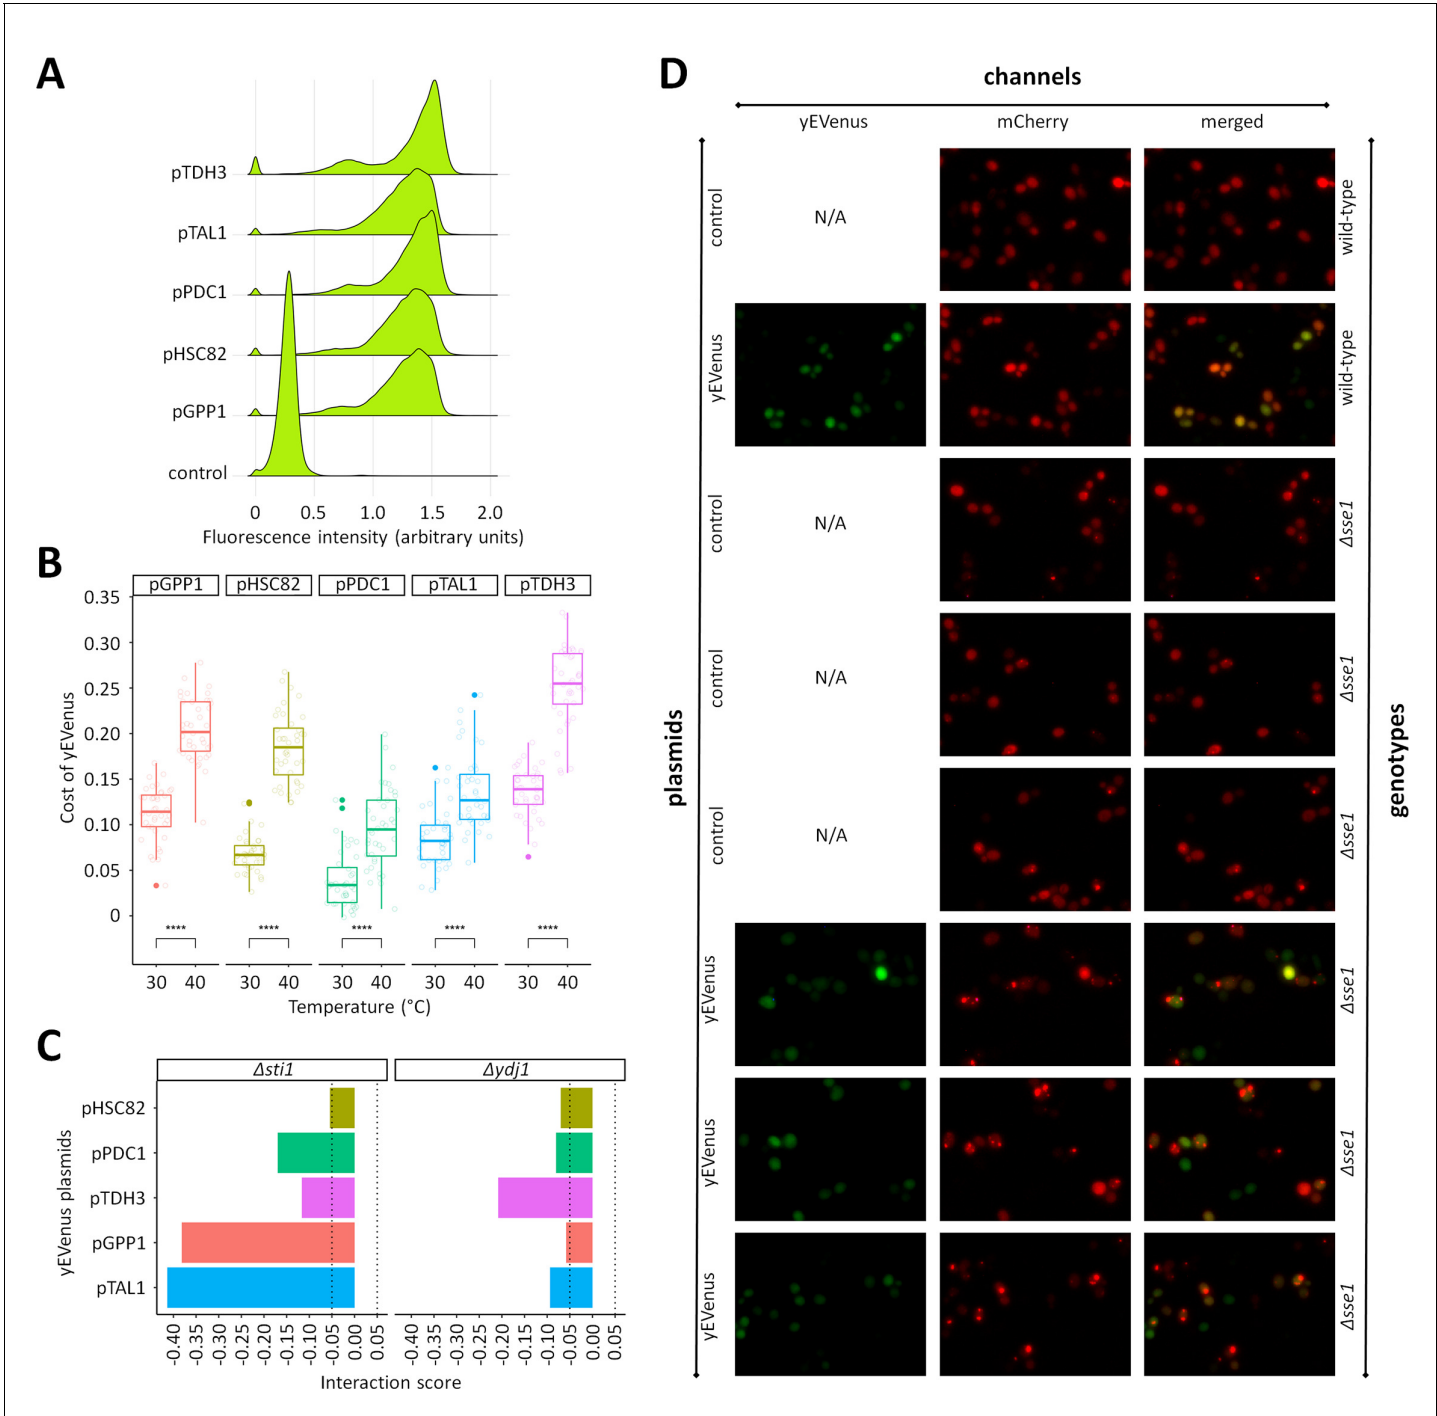 A
pTDH3
pTAL1
pPDC1
pHSC82
pGPP1
control
0 0.5 1.0 1.5 2.0
Fluorescence intensity (arbitrary units)
B
pGPP1 pHSC82 pPDC1 pTAL1 pTDH3
Cost of yEVenus
0.35
0.30
0.25
0.20
0.15
0.10
0.05
0
**** **** **** **** ****
30 40 30 40 30 40 30 40 30 40
Temperature (°C)
C
Δsti1 Δydj1
yEVenus plasmids
pHSC82
pPDC1
pTDH3
pGPP1
pTAL1
-0.40 -0.35 -0.30 -0.25 -0.20 -0.15 -0.10 -0.05 0.00 0.05 -0.40 -0.35 -0.30 -0.25 -0.20 -0.15 -0.10 -0.05 0.00 0.05
Interaction score
D
channels
yEVenus mCherry merged
plasmids
genotypes
control N/A wild-type
yEVenus wild-type
control N/A Δsse1
control N/A Δsse1
control N/A Δsse1
yEVenus Δsse1
yEVenus Δsse1
yEVenus Δsse1